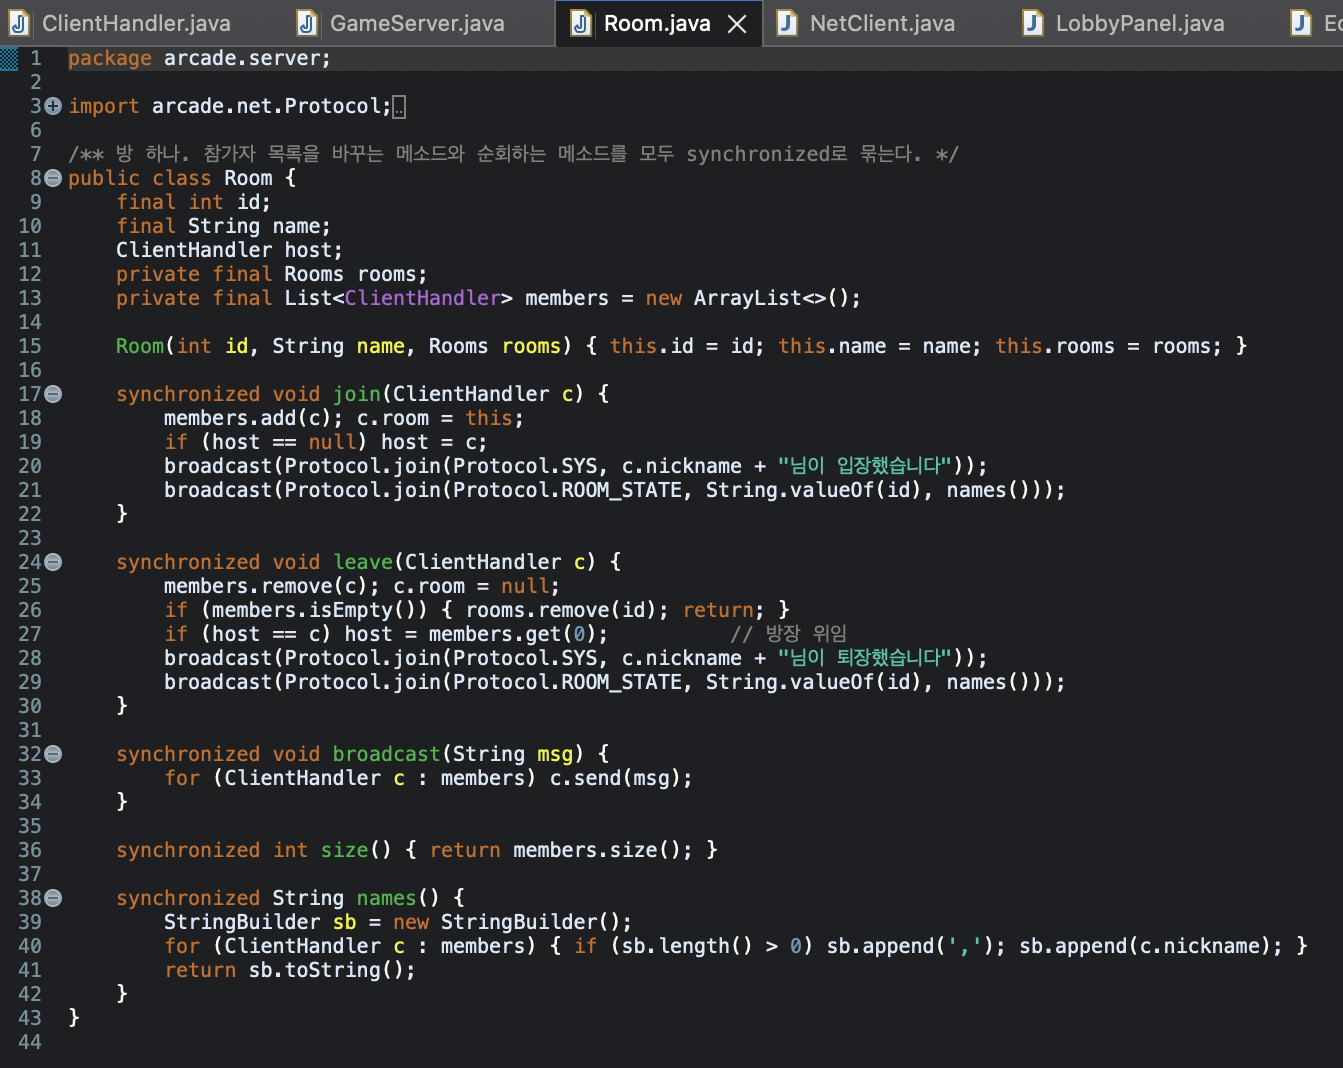 ClientHandler.java GameServer.java Room.java NetClient.java LobbyPanel.java
1 package arcade.server;
2
3 import arcade.net.Protocol;
6
7 /** 방 하나. 참가자 목록을 바꾸는 메소드와 순회하는 메소드를 모두 synchronized로 묶는다. */
8 public class Room {
9 final int id;
10 final String name;
11 ClientHandler host;
12 private final Rooms rooms;
13 private final List<ClientHandler> members = new ArrayList<>();
14
15 Room(int id, String name, Rooms rooms) { this.id = id; this.name = name; this.rooms = rooms; }
16
17 synchronized void join(ClientHandler c) {
18 members.add(c); c.room = this;
19 if (host == null) host = c;
20 broadcast(Protocol.join(Protocol.SYS, c.nickname + "님이 입장했습니다"));
21 broadcast(Protocol.join(Protocol.ROOM_STATE, String.valueOf(id), names()));
22 }
23
24 synchronized void leave(ClientHandler c) {
25 members.remove(c); c.room = null;
26 if (members.isEmpty()) { rooms.remove(id); return; }
27 if (host == c) host = members.get(0); // 방장 위임
28 broadcast(Protocol.join(Protocol.SYS, c.nickname + "님이 퇴장했습니다"));
29 broadcast(Protocol.join(Protocol.ROOM_STATE, String.valueOf(id), names()));
30 }
31
32 synchronized void broadcast(String msg) {
33 for (ClientHandler c : members) c.send(msg);
34 }
35
36 synchronized int size() { return members.size(); }
37
38 synchronized String names() {
39 StringBuilder sb = new StringBuilder();
40 for (ClientHandler c : members) { if (sb.length() > 0) sb.append(','); sb.append(c.nickname); }
41 return sb.toString();
42 }
43 }
44